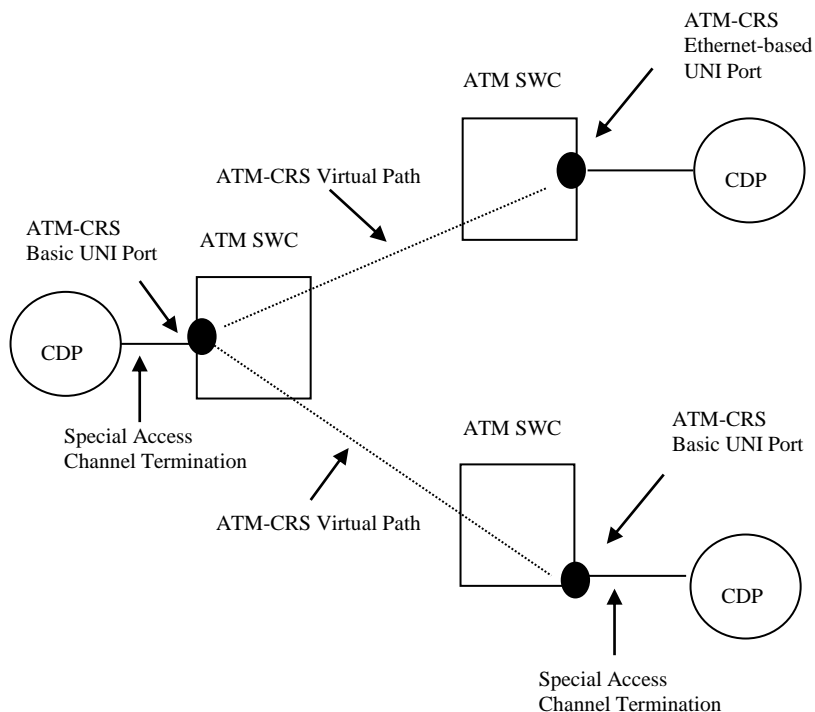 ATM-CRS
Ethernet-based
UNI Port
ATM SWC
CDP
ATM-CRS Virtual Path
ATM-CRS
Basic UNI Port
ATM SWC
CDP
Special Access
Channel Termination
ATM-CRS Virtual Path
ATM SWC
ATM-CRS
Basic UNI Port
CDP
Special Access
Channel Termination